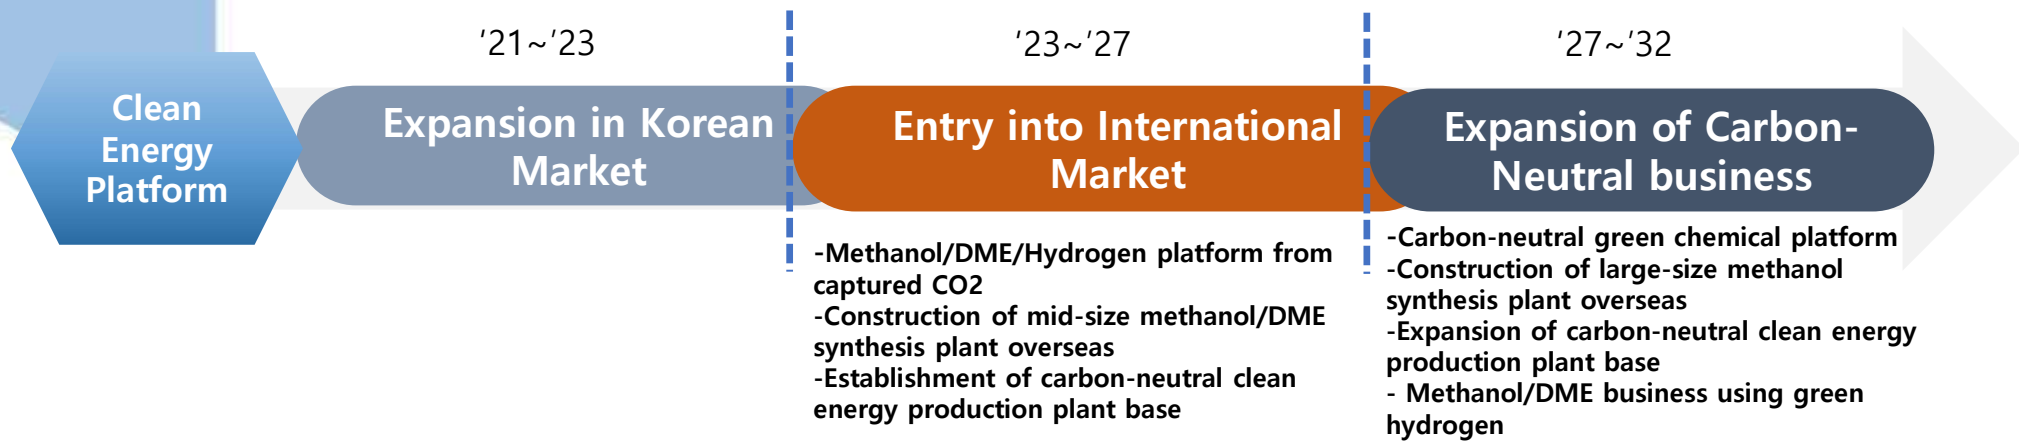 Clean
Energy
Platform
’21~’23
Expansion in Korean
Market
’23~’27
Entry into International
Market
-Methanol/DME/Hydrogen platform from
captured CO2
-Construction of mid-size methanol/DME
synthesis plant overseas
-Establishment of carbon-neutral clean
energy production plant base
’27~’32
Expansion of Carbon-
Neutral business
-Carbon-neutral green chemical platform
-Construction of large-size methanol
synthesis plant overseas
-Expansion of carbon-neutral clean energy
production plant base
- Methanol/DME business using green
hydrogen